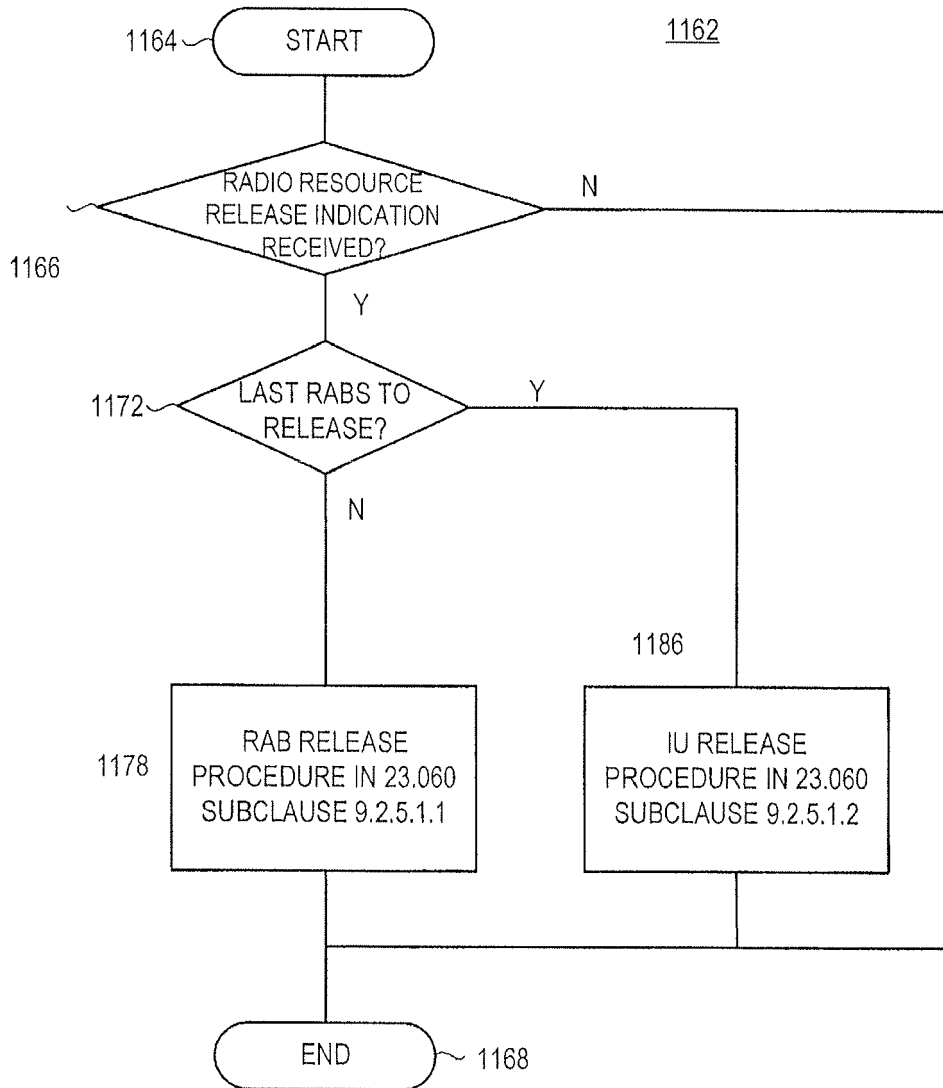 1164
START
1162
RADIO RESOURCE
RELEASE INDICATION
RECEIVED?
N
1166
Y
1172
LAST RABS TO
RELEASE?
Y
N
1186
1178
RAB RELEASE
PROCEDURE IN 23.060
SUBCLAUSE 9.2.5.1.1
IU RELEASE
PROCEDURE IN 23.060
SUBCLAUSE 9.2.5.1.2
END
1168